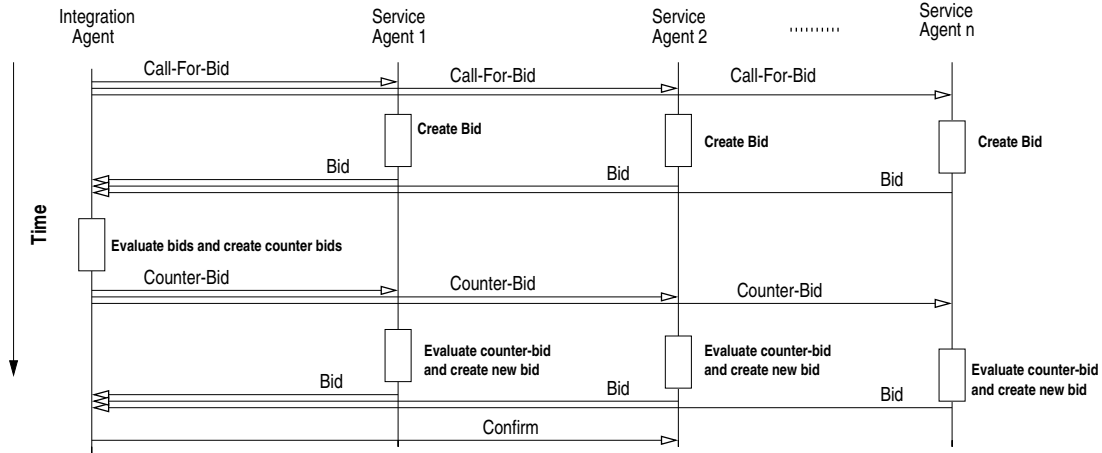 Integration
Agent
Service
Agent 1
Service
Agent 2
.........
Service
Agent n
Call-For-Bid
Call-For-Bid
Call-For-Bid
Create Bid
Create Bid
Create Bid
Bid
Bid
Bid
Time
Evaluate bids and create counter bids
Counter-Bid
Counter-Bid
Counter-Bid
Evaluate counter-bid
and create new bid
Evaluate counter-bid
and create new bid
Evaluate counter-bid
and create new bid
Bid
Bid
Bid
Confirm